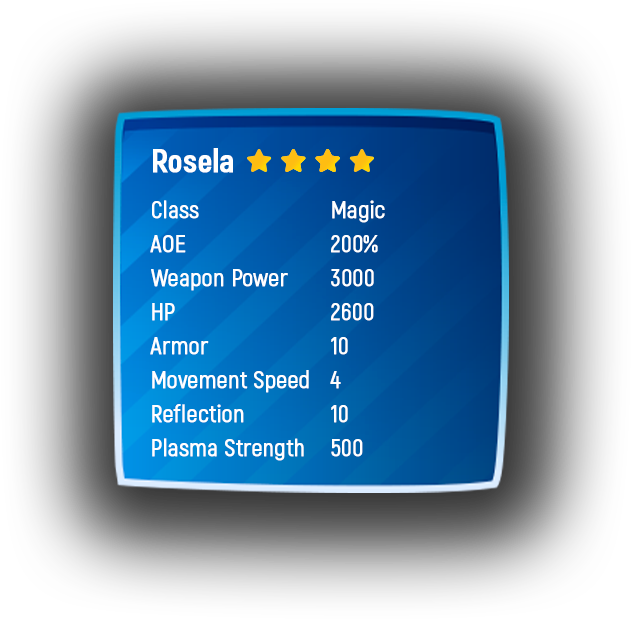 Rosela
Class Magic
AOE 200%
Weapon Power 3000
HP 2600
Armor 10
Movement Speed 4
Reflection 10
Plasma Strength 500